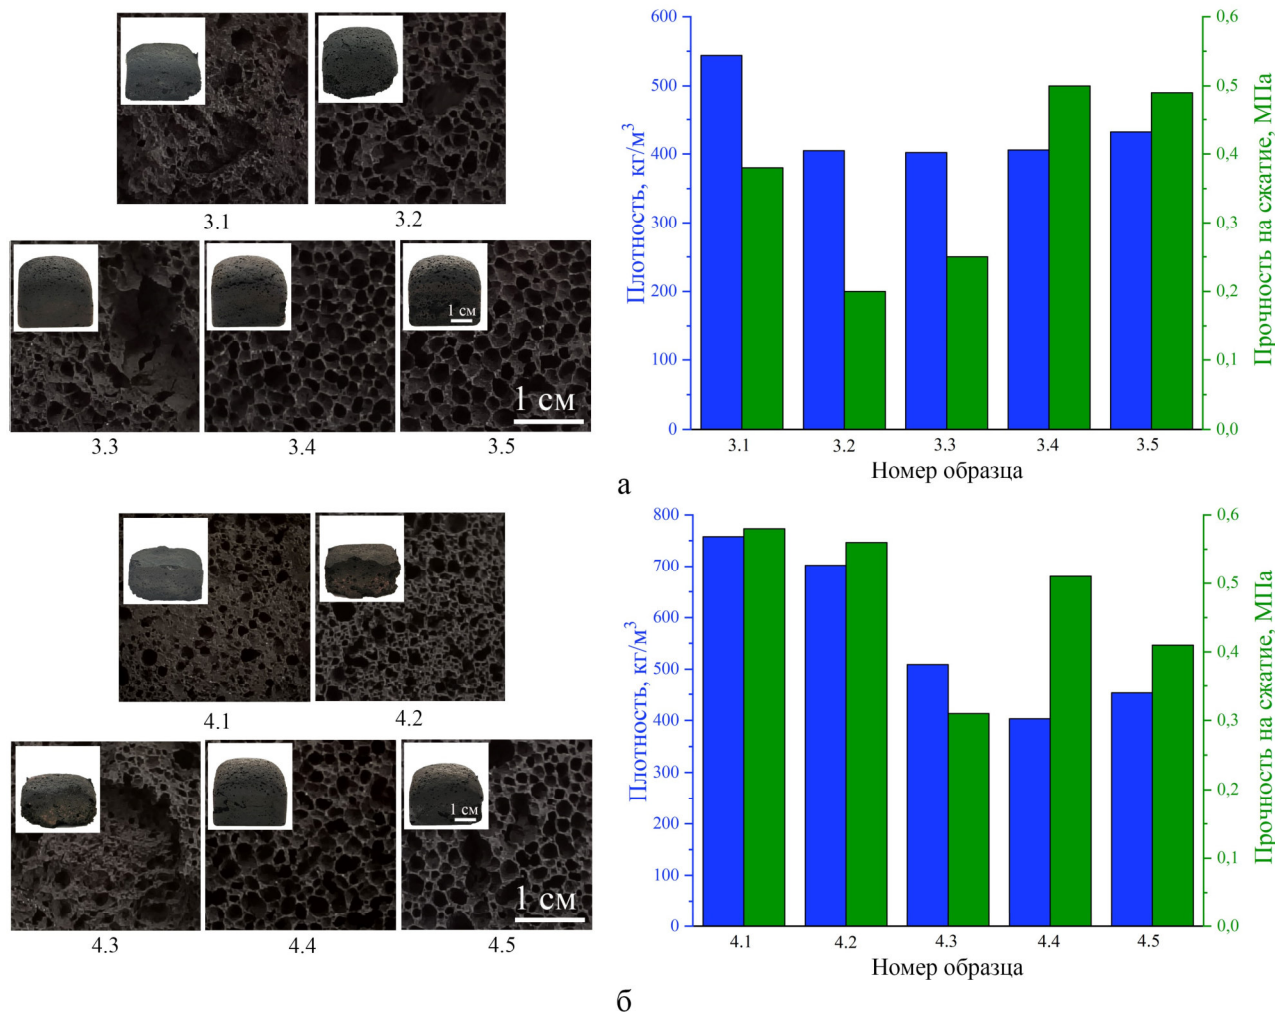 3.1
3.2
1 см
1 см
3.3
3.4
3.5
Плотность, кг/м³
600
500
400
300
200
100
0
Прочность на сжатие, МПа
0,6
0,5
0,4
0,3
0,2
0,1
0,0
3.1 3.2 3.3 3.4 3.5
Номер образца
а
4.1
4.2
1 см
1 см
4.3
4.4
4.5
Плотность, кг/м³
800
700
600
500
400
300
200
100
0
Прочность на сжатие, МПа
0,6
0,5
0,4
0,3
0,2
0,1
0,0
4.1 4.2 4.3 4.4 4.5
Номер образца
б